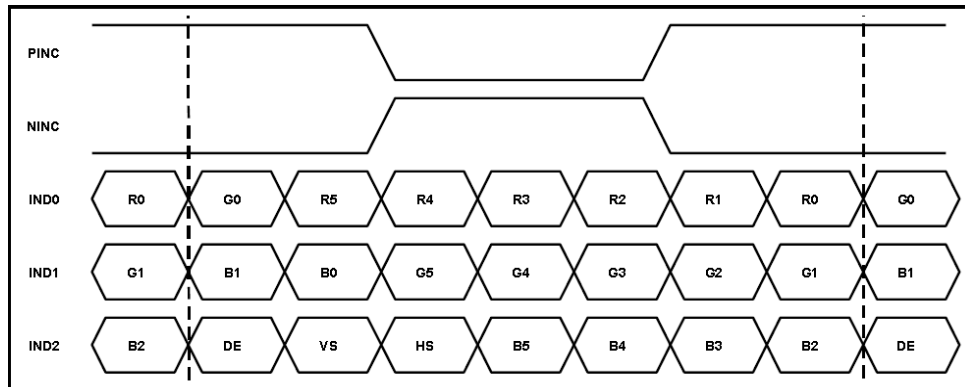 PINC
NINC
IND0 R0 G0 R5 R4 R3 R2 R1 R0 G0
IND1 G1 B1 B0 G5 G4 G3 G2 G1 B1
IND2 B2 DE VS HS B5 B4 B3 B2 DE